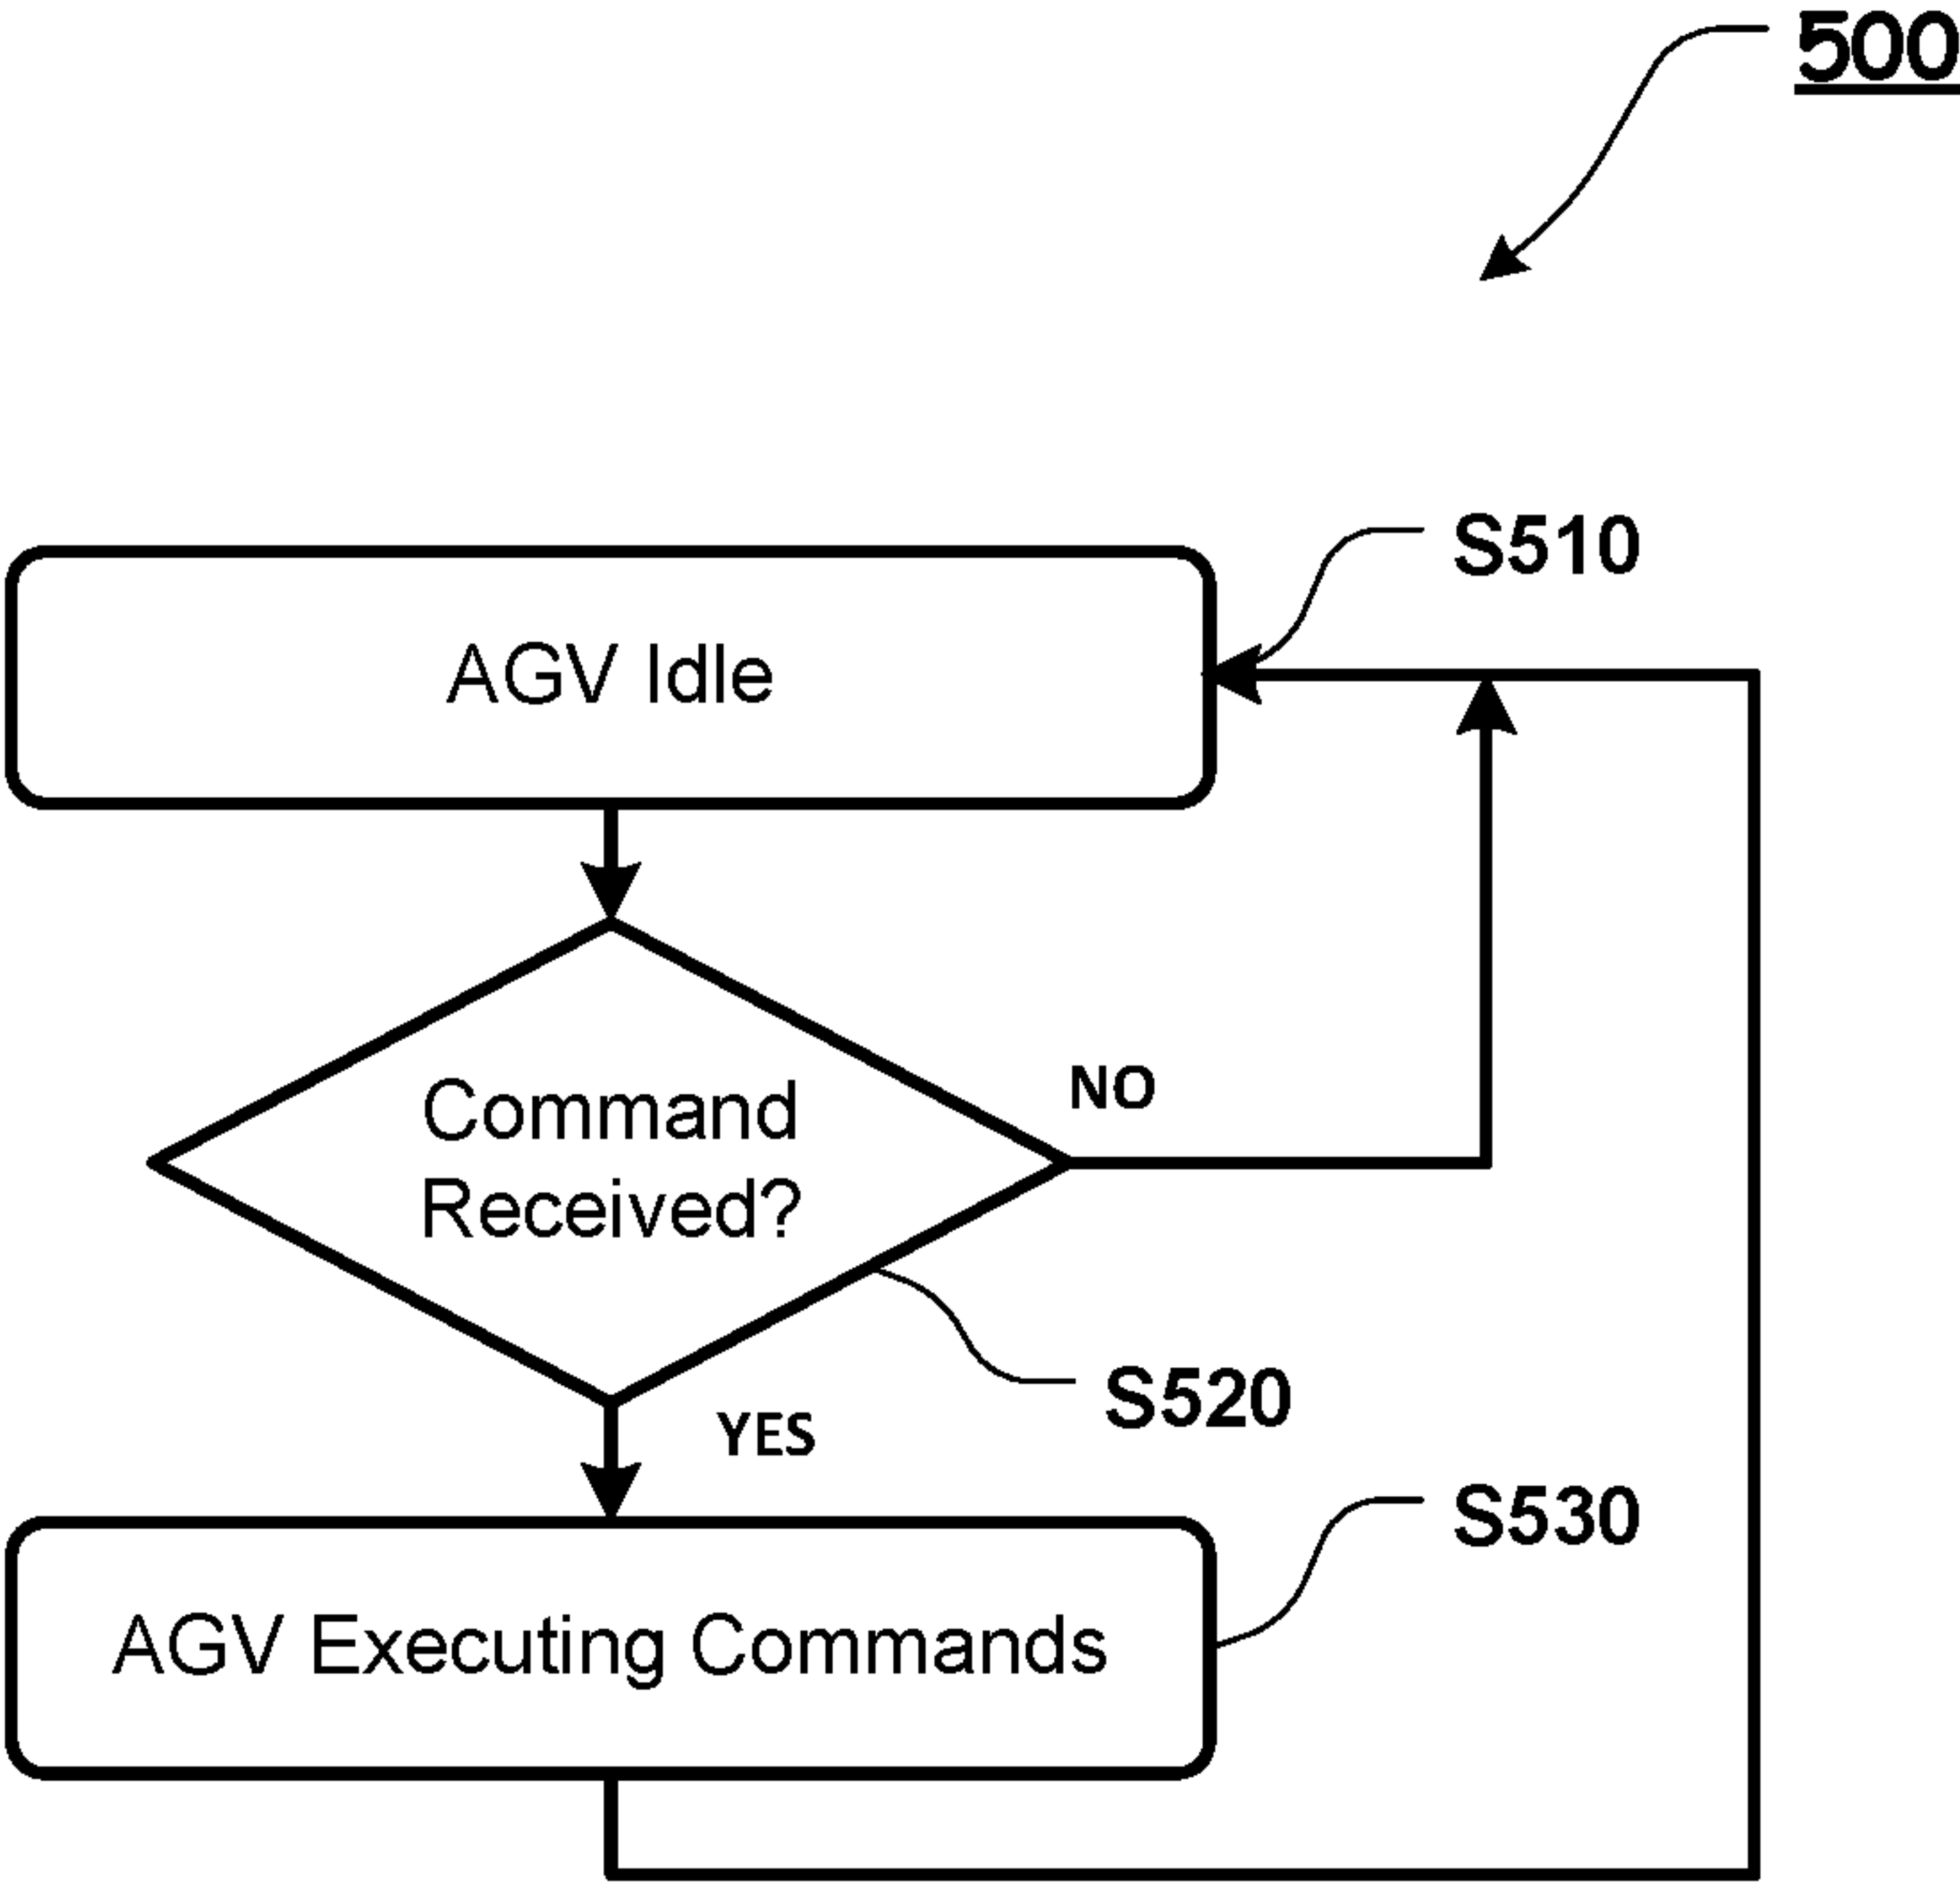 500
S510
AGV Idle
Command
Received?
NO
S520
YES
S530
AGV Executing Commands